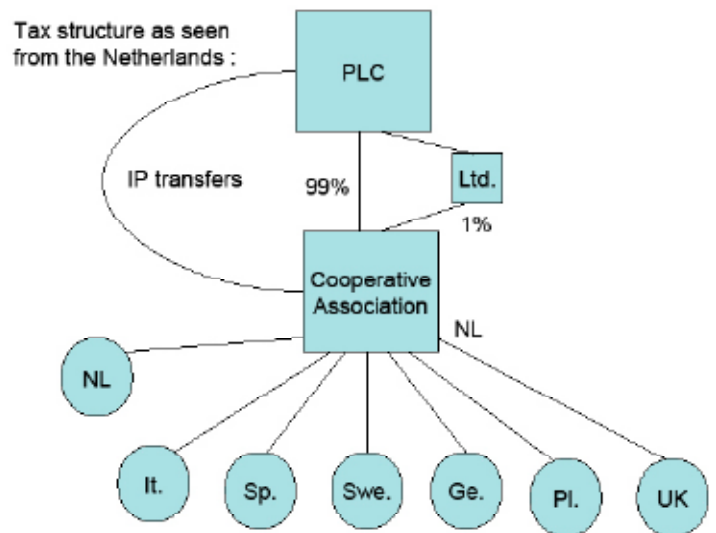 Tax structure as seen
from the Netherlands :
PLC
IP transfers
99%
Ltd.
1%
Cooperative
Association
NL
NL
It.
Sp.
Swe.
Ge.
Pl.
UK